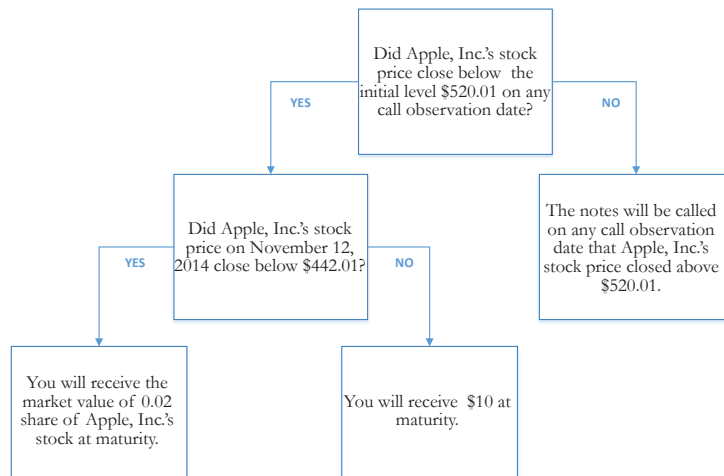 Did Apple, Inc.'s stock
price close below the
initial level $520.01 on any
call observation date?
YES
NO
Did Apple, Inc.'s stock
price on November 12,
2014 close below $442.01?
The notes will be called
on any call observation
date that Apple, Inc.'s
stock price closed above
$520.01.
YES
NO
You will receive the
market value of 0.02
share of Apple, Inc.'s
stock at maturity.
You will receive $10 at
maturity.